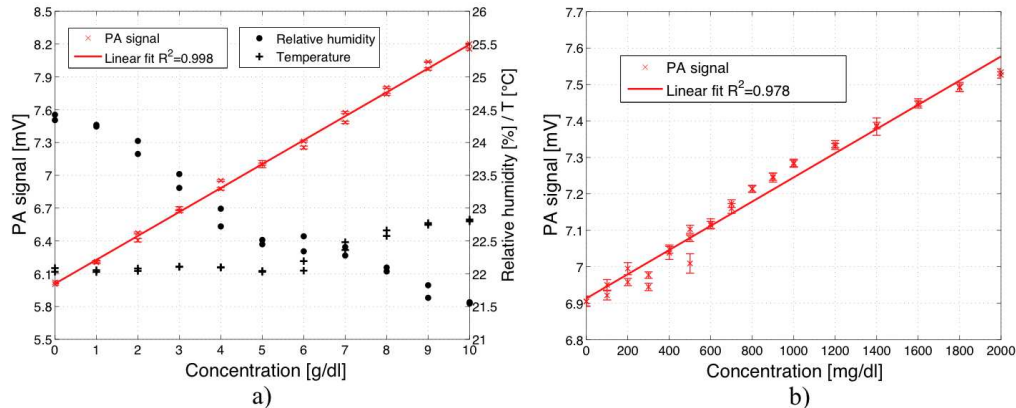 8.5
8.2
7.9
7.6
7.3
7
6.7
6.4
6.1
5.8
5.5
PA signal [mV]
PA signal
Linear fit R²=0.998
Relative humidity
Temperature
26
25.5
25
24.5
24
23.5
23
22.5
22
21.5
21
Relative humidity [%] / T [°C]
0 1 2 3 4 5 6 7 8 9 10
Concentration [g/dl]
a)
7.7
7.6
7.5
7.4
7.3
7.2
7.1
7
6.9
6.8
PA signal [mV]
PA signal
Linear fit R²=0.978
0 200 400 600 800 1000 1200 1400 1600 1800 2000
Concentration [mg/dl]
b)